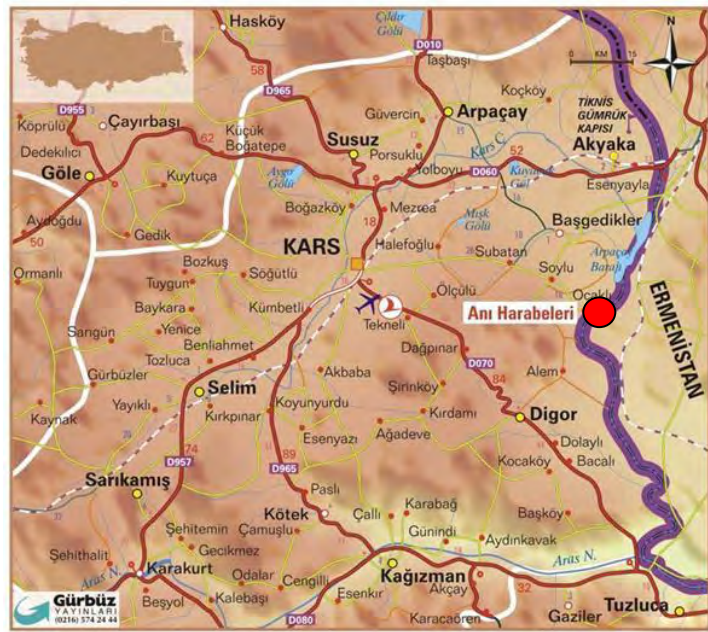 Hasköy
Çıldır
Gölü
D010
Taşbaşı
N
0 KM 15
58
D965
D955
Koçköy
Köprülü
Çayırbaşı
Güvercin
Arpaçay
TİKNİS
GÜMRÜK
KAPISI
Dedekılıcı
62
Küçük
Boğatepe
Susuz
Porsuklu
Kars Ç.
52
Akyaka
Göle
Kuytuca
Aygır
Gölü
Yolboyu
D060
Kuyucuk
Göl
Esenyayla
Boğazköy
18
Mezrea
Mışk
Gölü
Başgedikler
Aydoğdu
50
Gedik
KARS
Halefoğlu
Subatan
Arpaçay
Barajı
Bozkuş
Söğütlü
Soylu
Ormanlı
Tuygun
Ölçülü
Ocaklı
ERMENİSTAN
Baykara
Kümbetli
Tekneli
Anı Harabeleri
Sarıgün
Yenice
Benliahmet
Dağpınar
D070
Tozluca
Akbaba
84
Alem
Gürbüzler
Selim
Şirinköy
Kaynak
Yayıklı
Kırkpınar
Koyunyurdu
Kırdamı
Digor
Esenyazı
Ağadeve
Dolaylı
74
D957
89
D965
Kocaköy
Bacalı
Sarıkamış
Paslı
Karabağ
Kötek
Çallı
Başköy
Şehitemin
Çamuşlu
Günindi
Aydınkavak
Şehithalit
Gecikmez
Aras N.
Aras N.
Karakurt
Odalar
Cengilli
Kağızman
Akçay
32
Tuzluca
Beşyol
Kalebaşı
Esenkır
D080
Karacaören
Gaziler
Gürbüz
YAYINLARI
(0216) 574 24 44